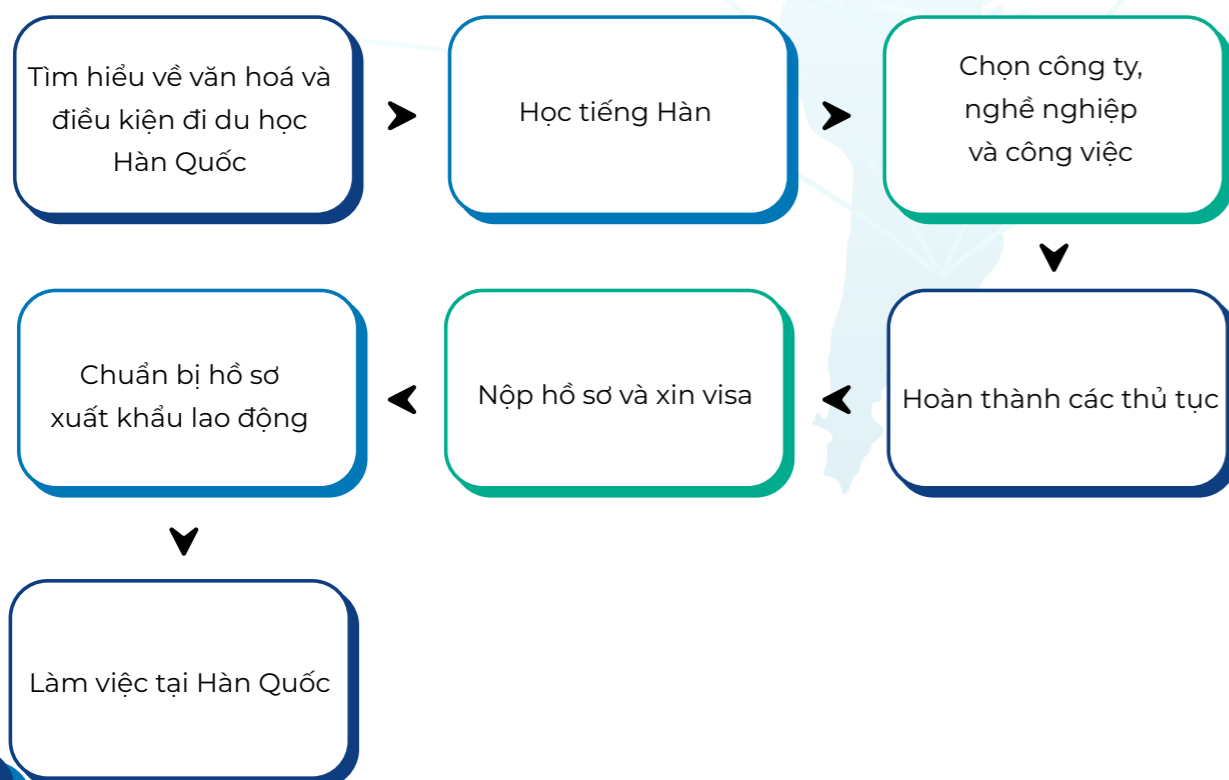 Tìm hiểu về văn hoá và
điều kiện đi du học
Hàn Quốc
Học tiếng Hàn
Chọn công ty,
nghề nghiệp
và công việc
Hoàn thành các thủ tục
Nộp hồ sơ và xin visa
Chuẩn bị hồ sơ
xuất khẩu lao động
Làm việc tại Hàn Quốc